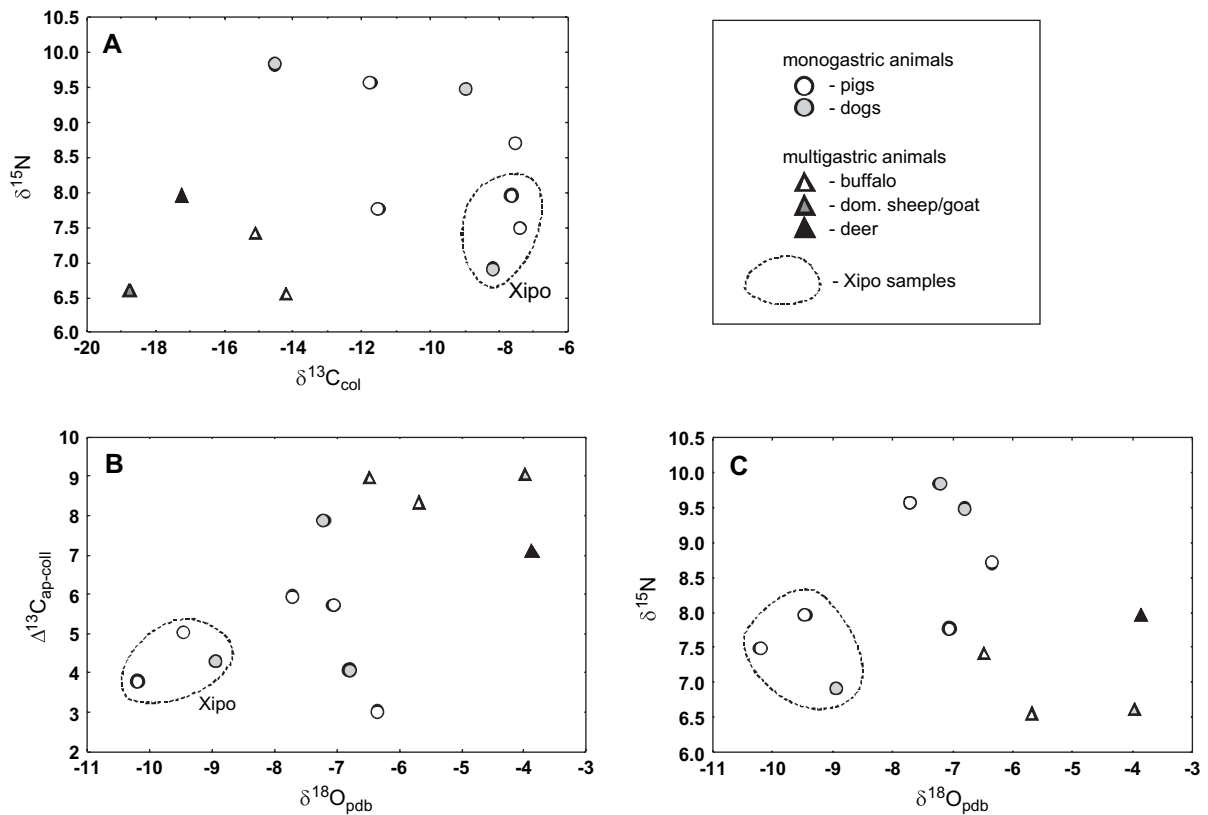 A
10.5
10.0
9.5
9.0
8.5
8.0
7.5
7.0
6.5
6.0
δ15N
Xipo
-20 -18 -16 -14 -12 -10 -8 -6
δ13Ccol
monogastric animals
- pigs
- dogs
multigastric animals
- buffalo
- dom. sheep/goat
- deer
- Xipo samples
B
10
9
8
7
6
5
4
3
2
Δ13Cap-coll
Xipo
-11 -10 -9 -8 -7 -6 -5 -4 -3
δ18Opdb
C
10.5
10.0
9.5
9.0
8.5
8.0
7.5
7.0
6.5
6.0
δ15N
-11 -10 -9 -8 -7 -6 -5 -4 -3
δ18Opdb